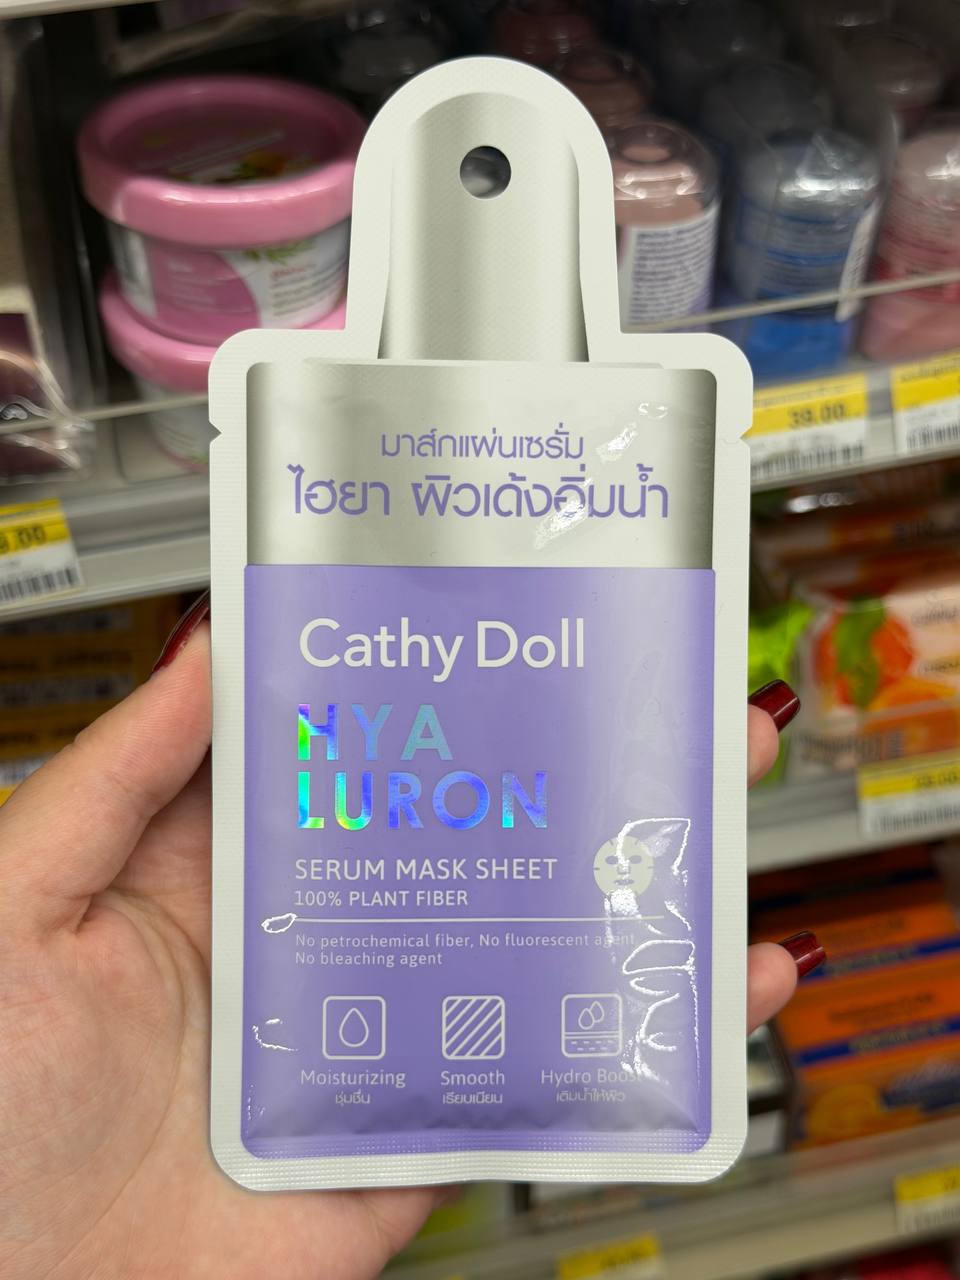 มาส์กแผ่นเซรั่ม
ไฮยา ผิวเด้งอิ่มน้ำ
Cathy Doll
HYA
LURON
SERUM MASK SHEET
100% PLANT FIBER
No petrochemical fiber, No fluorescent agent
No bleaching agent
Moisturizing
ชุ่มชื่น
Smooth
เรียบเนียน
Hydro Boost
เติมน้ำให้ผิว
39.00